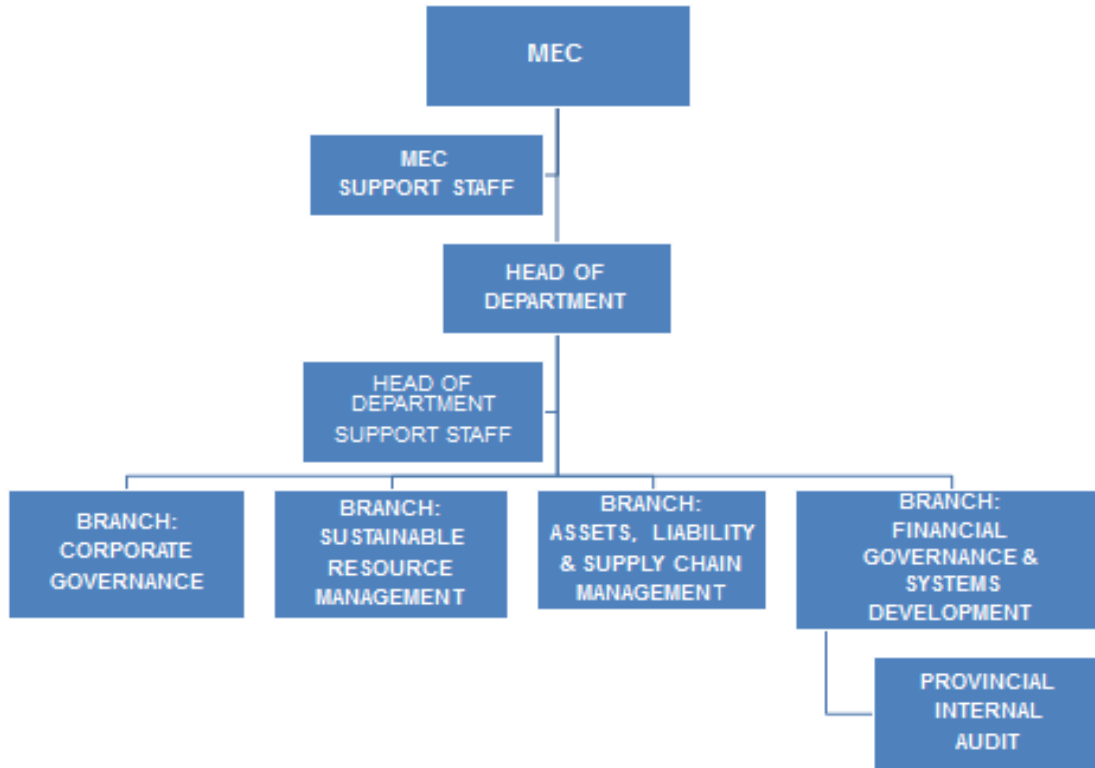 MEC
MEC
SUPPORT STAFF
HEAD OF
DEPARTMENT
HEAD OF
DEPARTMENT
SUPPORT STAFF
BRANCH:
CORPORATE
GOVERNANCE
BRANCH:
SUSTAINABLE
RESOURCE
MANAGEMENT
BRANCH:
ASSETS, LIABILITY
& SUPPLY CHAIN
MANAGEMENT
BRANCH:
FINANCIAL
GOVERNANCE &
SYSTEMS
DEVELOPMENT
PROVINCIAL
INTERNAL
AUDIT